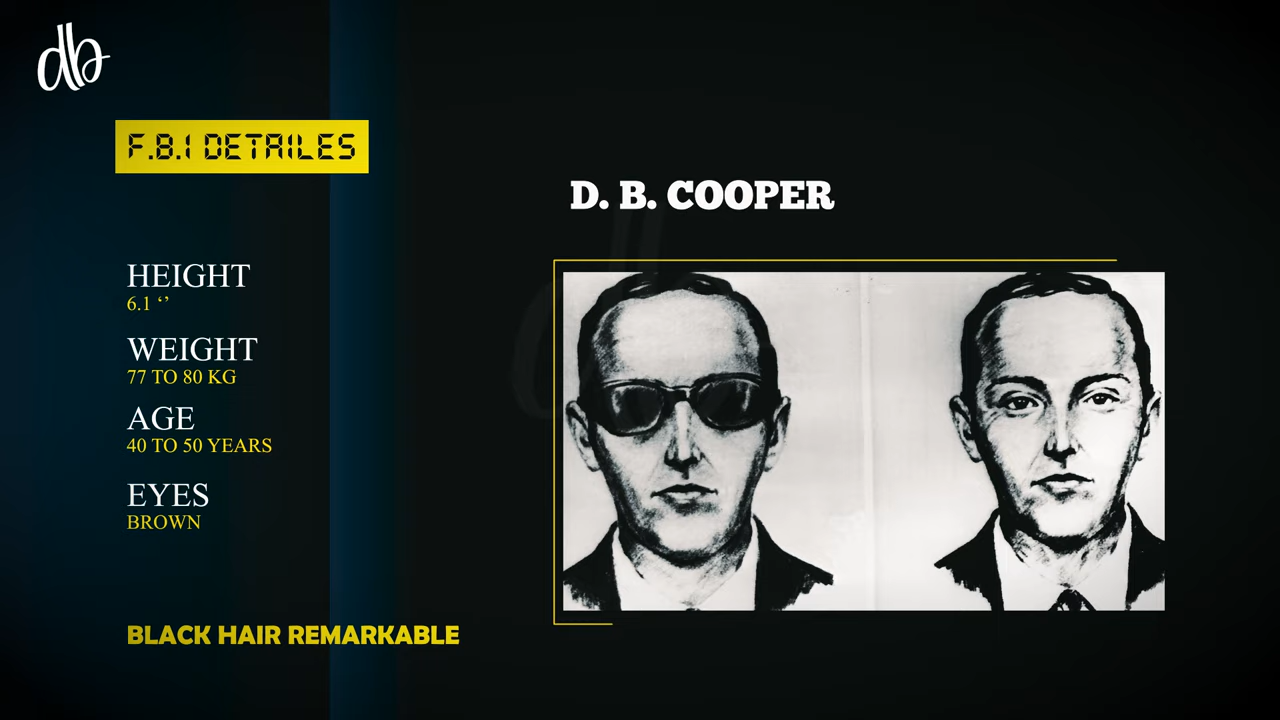 db
F.B.I DETAILES
D. B. COOPER
HEIGHT
6.1 ‘’
WEIGHT
77 TO 80 KG
AGE
40 TO 50 YEARS
EYES
BROWN
BLACK HAIR REMARKABLE